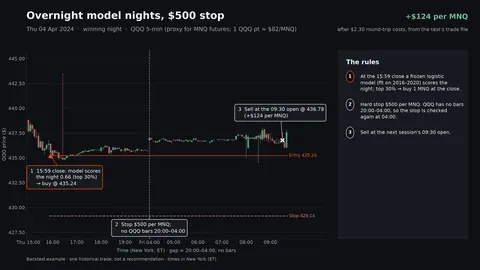 Overnight model nights, $500 stop
+$124 per MNQ
Thu 04 Apr 2024 · winning night · QQQ 5-min (proxy for MNQ futures; 1 QQQ pt ≈ $82/MNQ)
after $2.30 round-trip costs, from the test's trade file
445.00
442.50
440.00
437.50
435.00
432.50
430.00
427.50
QQQ price ($)
3 Sell at the 09:30 open @ 436.78
(+$124 per MNQ)
Entry 435.24
1 15:59 close: model scores
the night 0.66 (top 30%)
→ buy @ 435.24
Stop 429.14
2 Stop $500 per MNQ;
no QQQ bars 20:00–04:00
Thu 15:00
16:00
17:00
18:00
19:00
Fri 04:00
05:00
06:00
07:00
08:00
09:00
Time (New York, ET) · gap = 20:00–04:00, no bars
The rules
1 At the 15:59 close a frozen logistic
model (fit on 2016–2020) scores the
night; top 30% → buy 1 MNQ at the close.
2 Hard stop $500 per MNQ. QQQ has no bars
20:00–04:00, so the stop is checked
again at 04:00.
3 Sell at the next session's 09:30 open.
Backtest example · one historical trade, not a recommendation · times in New York (ET)